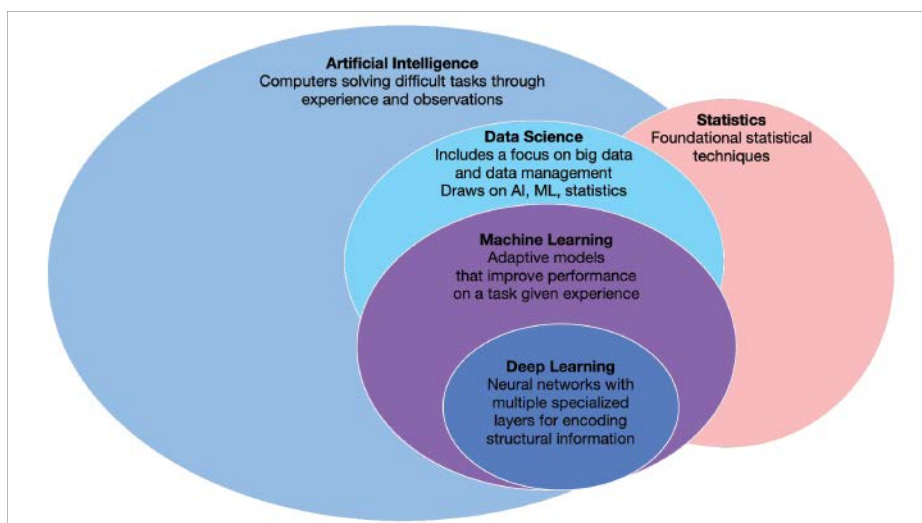 Artificial Intelligence
Computers solving difficult tasks through
experience and observations
Statistics
Foundational statistical
techniques
Data Science
Includes a focus on big data
and data management
Draws on AI, ML, statistics
Machine Learning
Adaptive models
that improve performance
on a task given experience
Deep Learning
Neural networks with
multiple specialized
layers for encoding
structural information